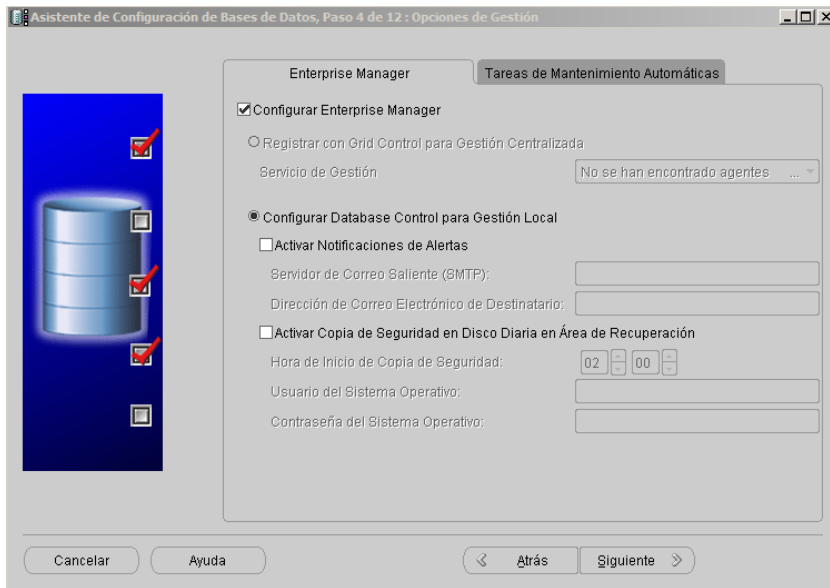 Asistente de Configuración de Bases de Datos, Paso 4 de 12 : Opciones de Gestión
Enterprise Manager
Tareas de Mantenimiento Automáticas
Configurar Enterprise Manager
Registrar con Grid Control para Gestión Centralizada
Servicio de Gestión
No se han encontrado agentes ...
Configurar Database Control para Gestión Local
Activar Notificaciones de Alertas
Servidor de Correo Saliente (SMTP):
Dirección de Correo Electrónico de Destinatario:
Activar Copia de Seguridad en Disco Diaria en Área de Recuperación
Hora de Inicio de Copia de Seguridad:
02 00
Usuario del Sistema Operativo:
Contraseña del Sistema Operativo:
Cancelar
Ayuda
Atrás
Siguiente